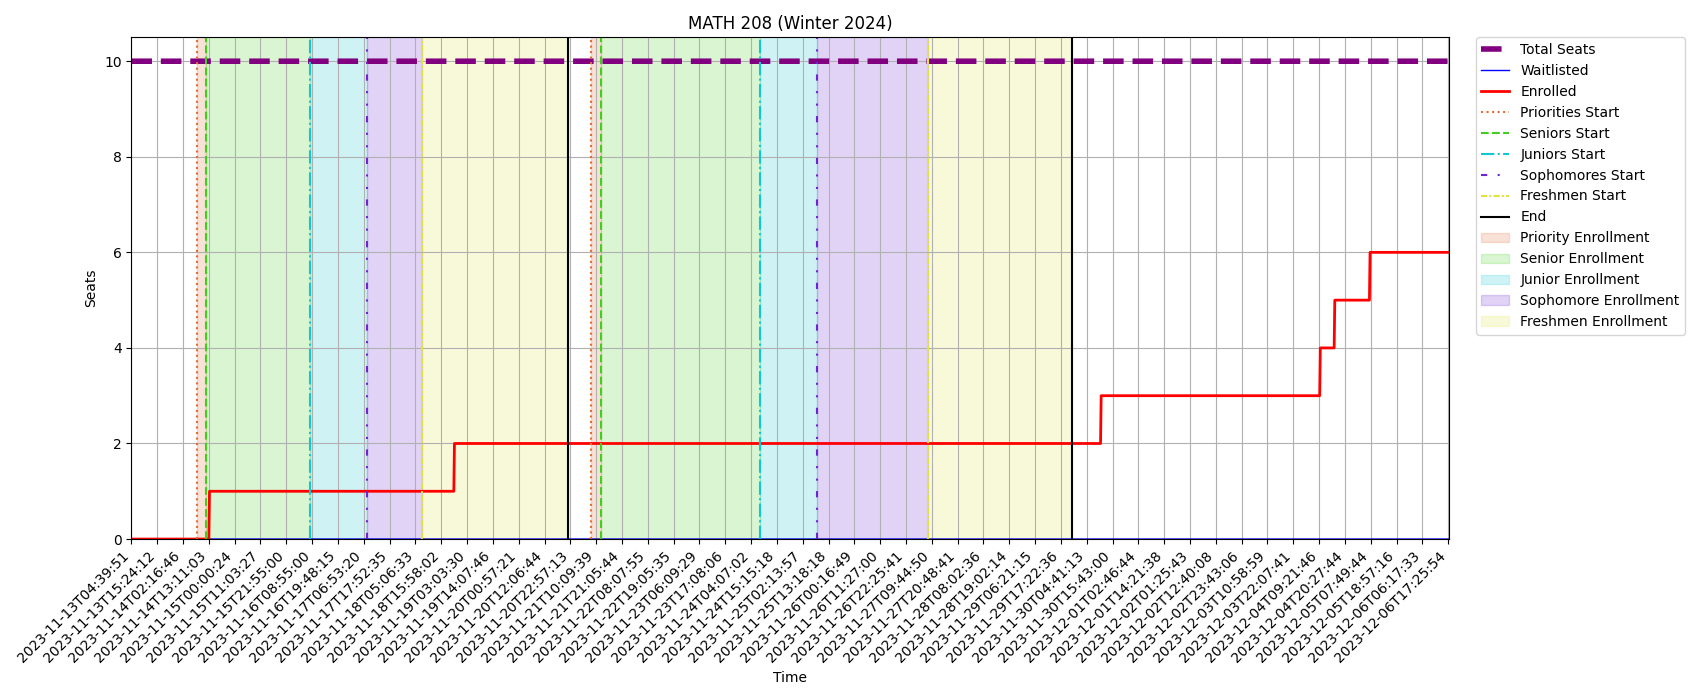 MATH 208 (Winter 2024)
Seats
10
8
6
4
2
0
2023-11-13T04:39:51
2023-11-13T15:24:12
2023-11-14T02:16:46
2023-11-14T13:11:03
2023-11-15T00:00:24
2023-11-15T11:03:27
2023-11-15T21:55:00
2023-11-16T08:55:00
2023-11-16T19:48:15
2023-11-17T06:53:20
2023-11-17T17:52:35
2023-11-18T05:06:33
2023-11-18T15:58:02
2023-11-19T03:03:30
2023-11-19T14:07:46
2023-11-20T00:57:21
2023-11-20T12:06:44
2023-11-20T22:57:13
2023-11-21T10:09:39
2023-11-21T21:05:44
2023-11-22T08:07:55
2023-11-22T19:05:35
2023-11-23T06:09:29
2023-11-23T17:08:06
2023-11-24T04:07:02
2023-11-24T15:15:18
2023-11-25T02:13:57
2023-11-25T13:18:18
2023-11-26T00:16:49
2023-11-26T11:27:00
2023-11-26T22:25:41
2023-11-27T09:44:50
2023-11-27T20:48:41
2023-11-28T08:02:36
2023-11-28T19:02:14
2023-11-29T06:21:15
2023-11-29T17:22:36
2023-11-30T04:41:13
2023-11-30T15:43:00
2023-12-01T02:46:44
2023-12-01T14:21:38
2023-12-02T01:25:43
2023-12-02T12:40:08
2023-12-02T23:43:06
2023-12-03T10:58:59
2023-12-03T22:07:41
2023-12-04T09:21:46
2023-12-04T20:27:44
2023-12-05T07:49:44
2023-12-05T18:57:16
2023-12-06T06:17:33
2023-12-06T17:25:54
Time
Total Seats
Waitlisted
Enrolled
Priorities Start
Seniors Start
Juniors Start
Sophomores Start
Freshmen Start
End
Priority Enrollment
Senior Enrollment
Junior Enrollment
Sophomore Enrollment
Freshmen Enrollment